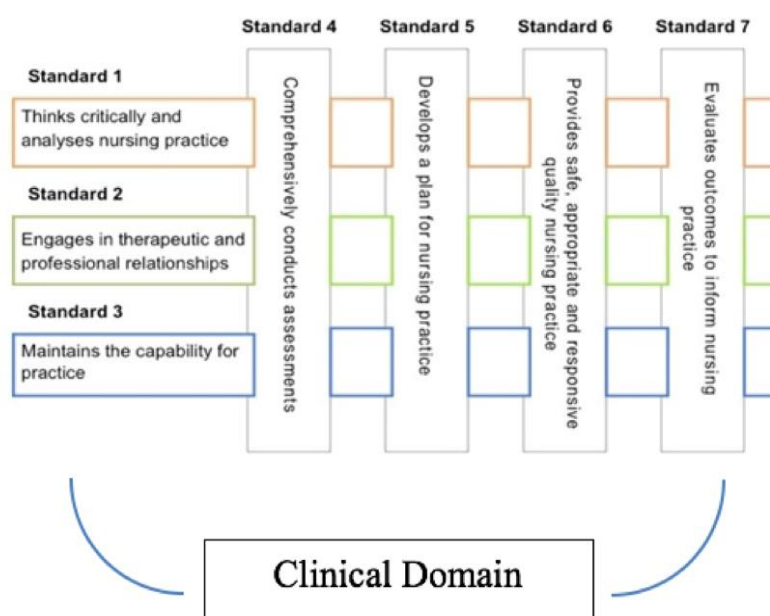 Standard 4 Standard 5 Standard 6 Standard 7
Standard 1
Thinks critically and
analyses nursing practice
Standard 2
Engages in therapeutic and
professional relationships
Standard 3
Maintains the capability for
practice
Comprehensively conducts assessments
Develops a plan for nursing practice
Provides safe, appropriate and responsive
quality nursing practice
Evaluates outcomes to inform nursing
practice
Clinical Domain